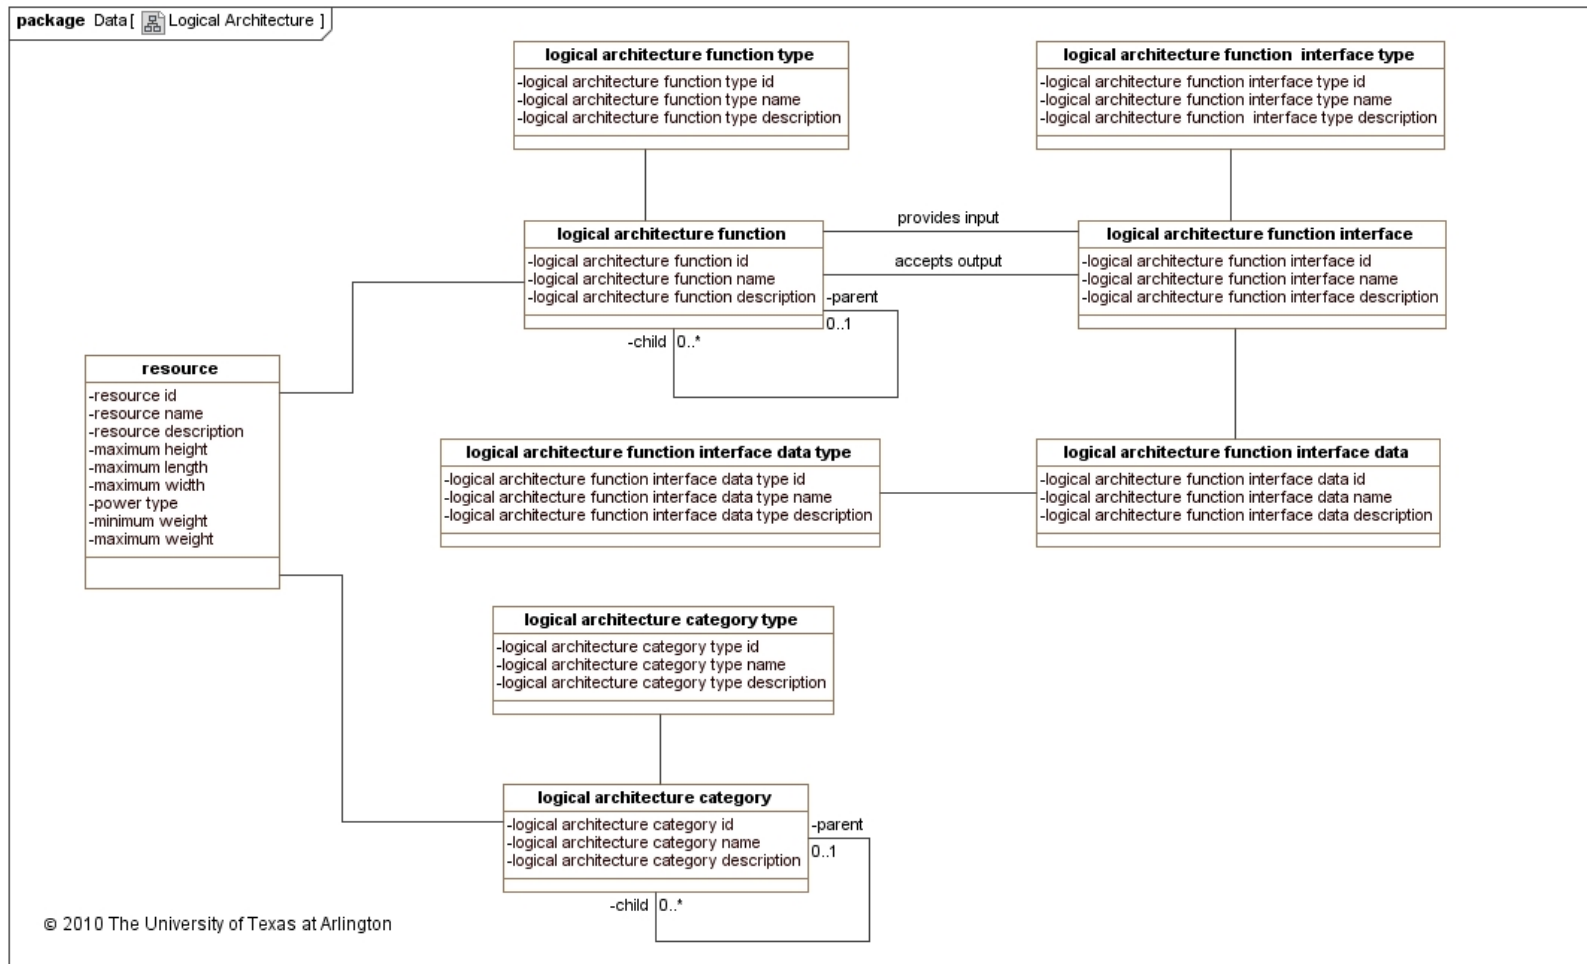 package Data[ Logical Architecture ]
logical architecture function type
-logical architecture function type id
-logical architecture function type name
-logical architecture function type description
logical architecture function  interface type
-logical architecture function interface type id
-logical architecture function interface type name
-logical architecture function  interface type description
logical architecture function
-logical architecture function id
-logical architecture function name
-logical architecture function description
provides input
accepts output
-parent
0..1
-child
0..*
logical architecture function interface
-logical architecture function interface id
-logical architecture function interface name
-logical architecture function interface description
resource
-resource id
-resource name
-resource description
-maximum height
-maximum length
-maximum width
-power type
-minimum weight
-maximum weight
logical architecture function interface data type
-logical architecture function interface data type id
-logical architecture function interface data type name
-logical architecture function interface data type description
logical architecture function interface data
-logical architecture function interface data id
-logical architecture function interface data name
-logical architecture function interface data description
logical architecture category type
-logical architecture category type id
-logical architecture category type name
-logical architecture category type description
logical architecture category
-logical architecture category id
-logical architecture category name
-logical architecture category description
-parent
0..1
-child
0..*
© 2010 The University of Texas at Arlington